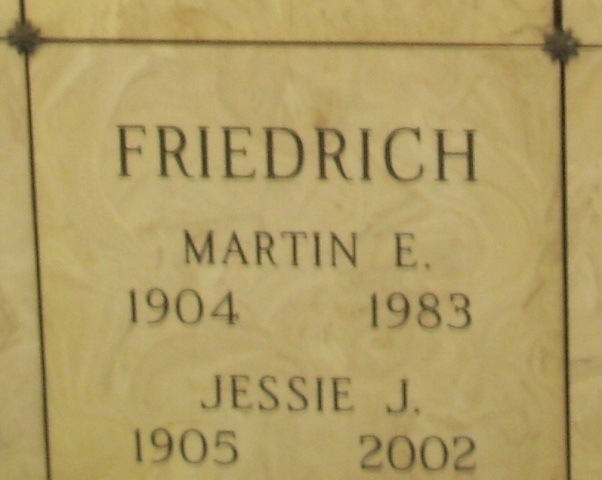 FRIEDRICH
MARTIN E.
1904 1983
JESSIE J.
1905 2002